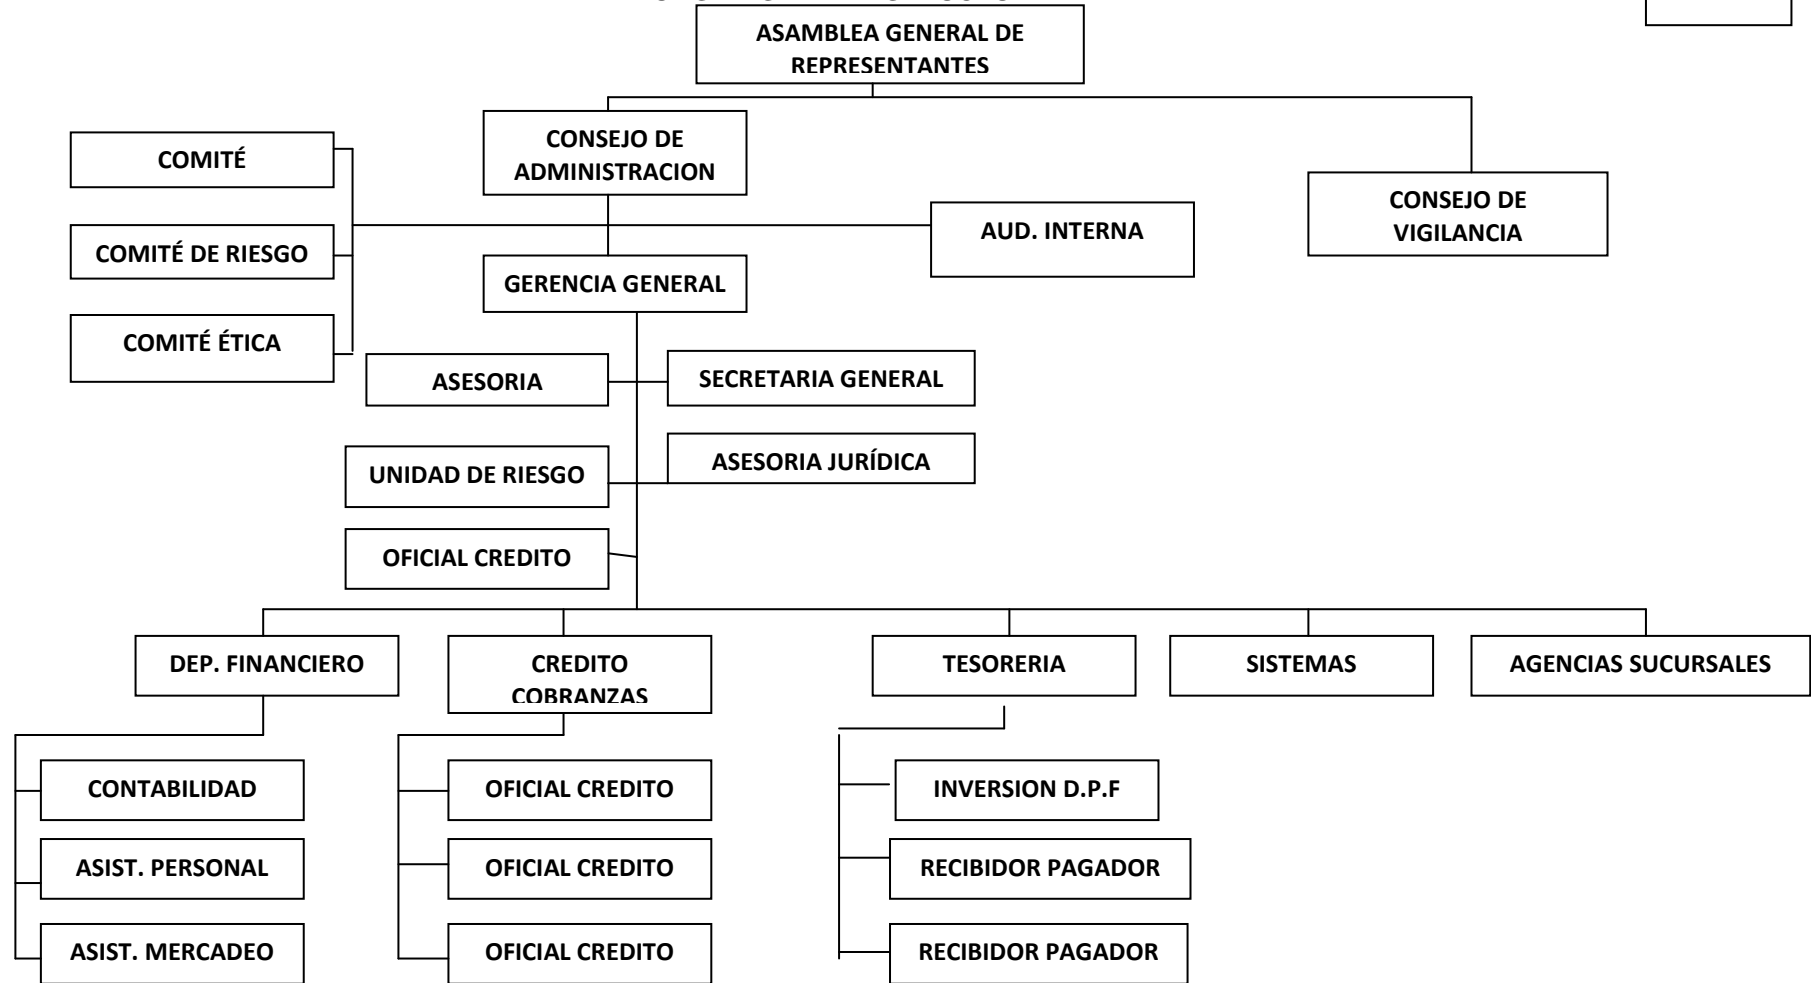 ASAMBLEA GENERAL DE
REPRESENTANTES
CONSEJO DE
ADMINISTRACION
COMITÉ
CONSEJO DE
VIGILANCIA
AUD. INTERNA
COMITÉ DE RIESGO
GERENCIA GENERAL
COMITÉ ÉTICA
ASESORIA
SECRETARIA GENERAL
UNIDAD DE RIESGO
ASESORIA JURÍDICA
OFICIAL CREDITO
DEP. FINANCIERO
CREDITO
COBRANZAS
TESORERIA
SISTEMAS
AGENCIAS SUCURSALES
CONTABILIDAD
OFICIAL CREDITO
INVERSION D.P.F
ASIST. PERSONAL
OFICIAL CREDITO
RECIBIDOR PAGADOR
ASIST. MERCADEO
OFICIAL CREDITO
RECIBIDOR PAGADOR